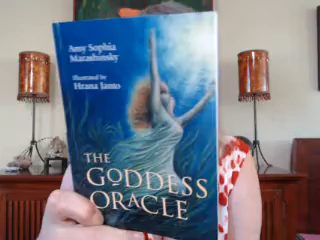 Amy Sophia
Marashinsky
Illustrated by
Hrana Janto
THE
GODDESS
ORACLE